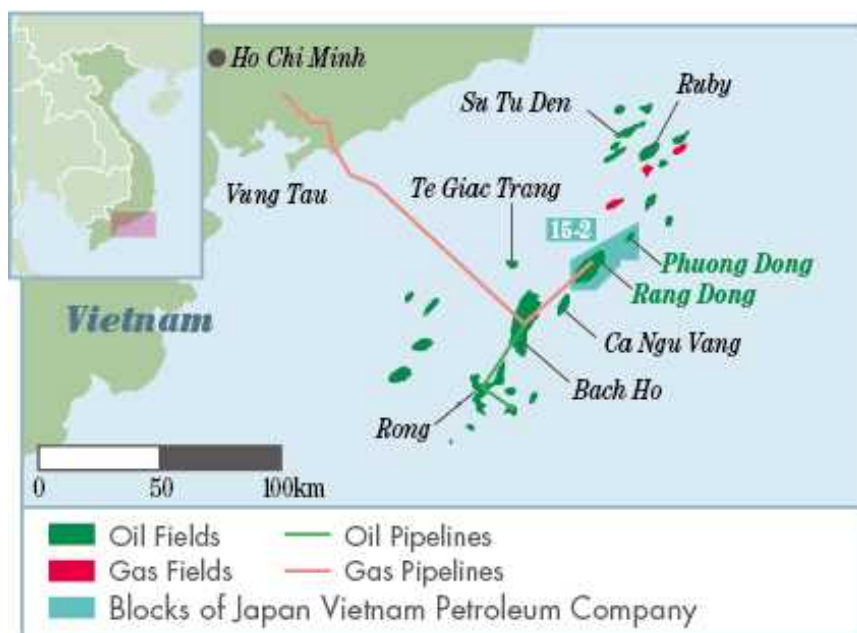 Ho Chi Minh
Ruby
Su Tu Den
Vung Tau
Te Giac Trang
15-2
Phuong Dong
Rang Dong
Vietnam
Ca Ngu Vang
Bach Ho
Rong
0 50 100km
Oil Fields
Oil Pipelines
Gas Fields
Gas Pipelines
Blocks of Japan Vietnam Petroleum Company